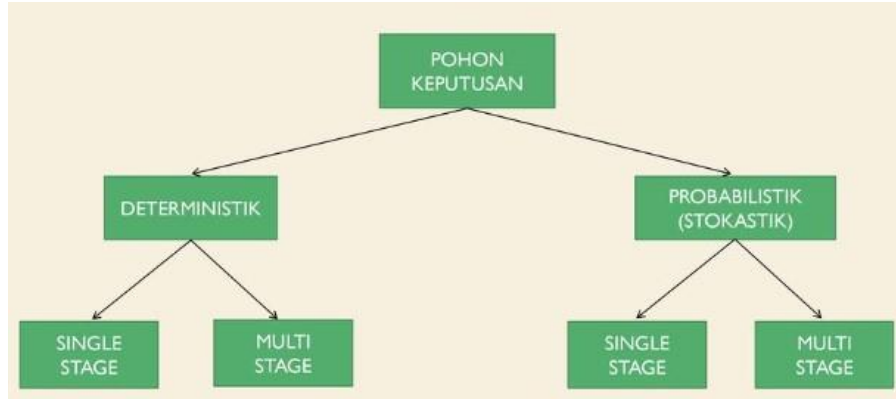 POHON
KEPUTUSAN
DETERMINISTIK
PROBABILISTIK
(STOKASTIK)
SINGLE
STAGE
MULTI
STAGE
SINGLE
STAGE
MULTI
STAGE